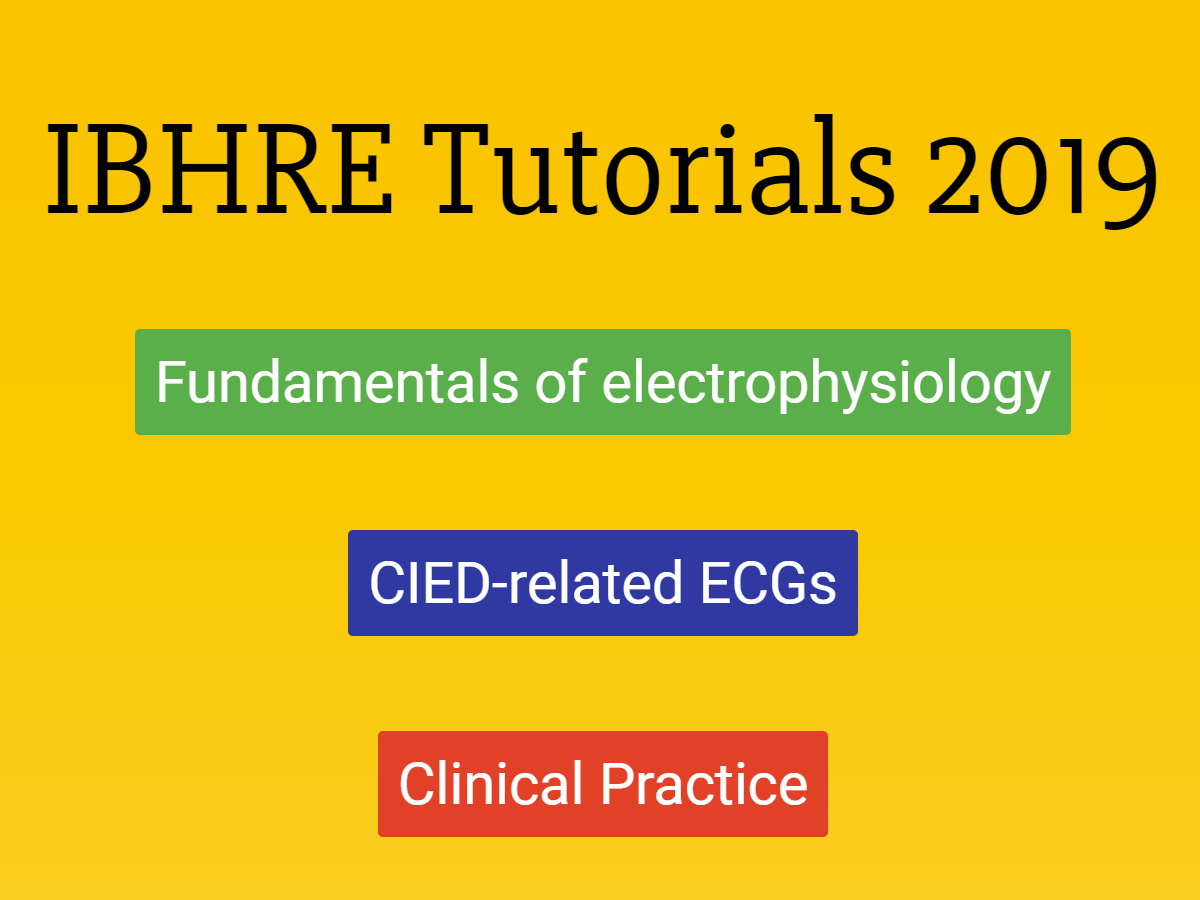 IBHRE Tutorials 2019
Fundamentals of electrophysiology
CIED-related ECGs
Clinical Practice